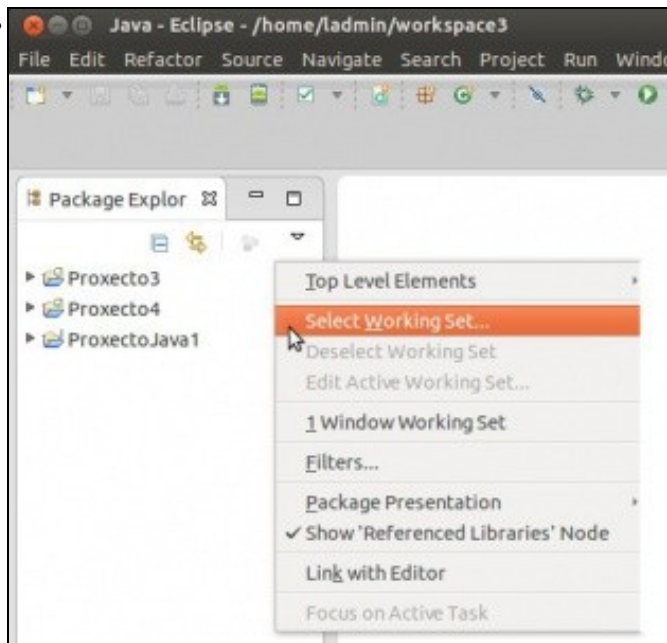 Java - Eclipse - /home/ladmin/workspace3
File Edit Refactor Source Navigate Search Project Run Windo
Package Explor
Proxecto3
Proxecto4
ProxectoJava1
Top Level Elements
Select Working Set...
Deselect Working Set
Edit Active Working Set...
1 Window Working Set
Filters...
Package Presentation
Show 'Referenced Libraries' Node
Link with Editor
Focus on Active Task